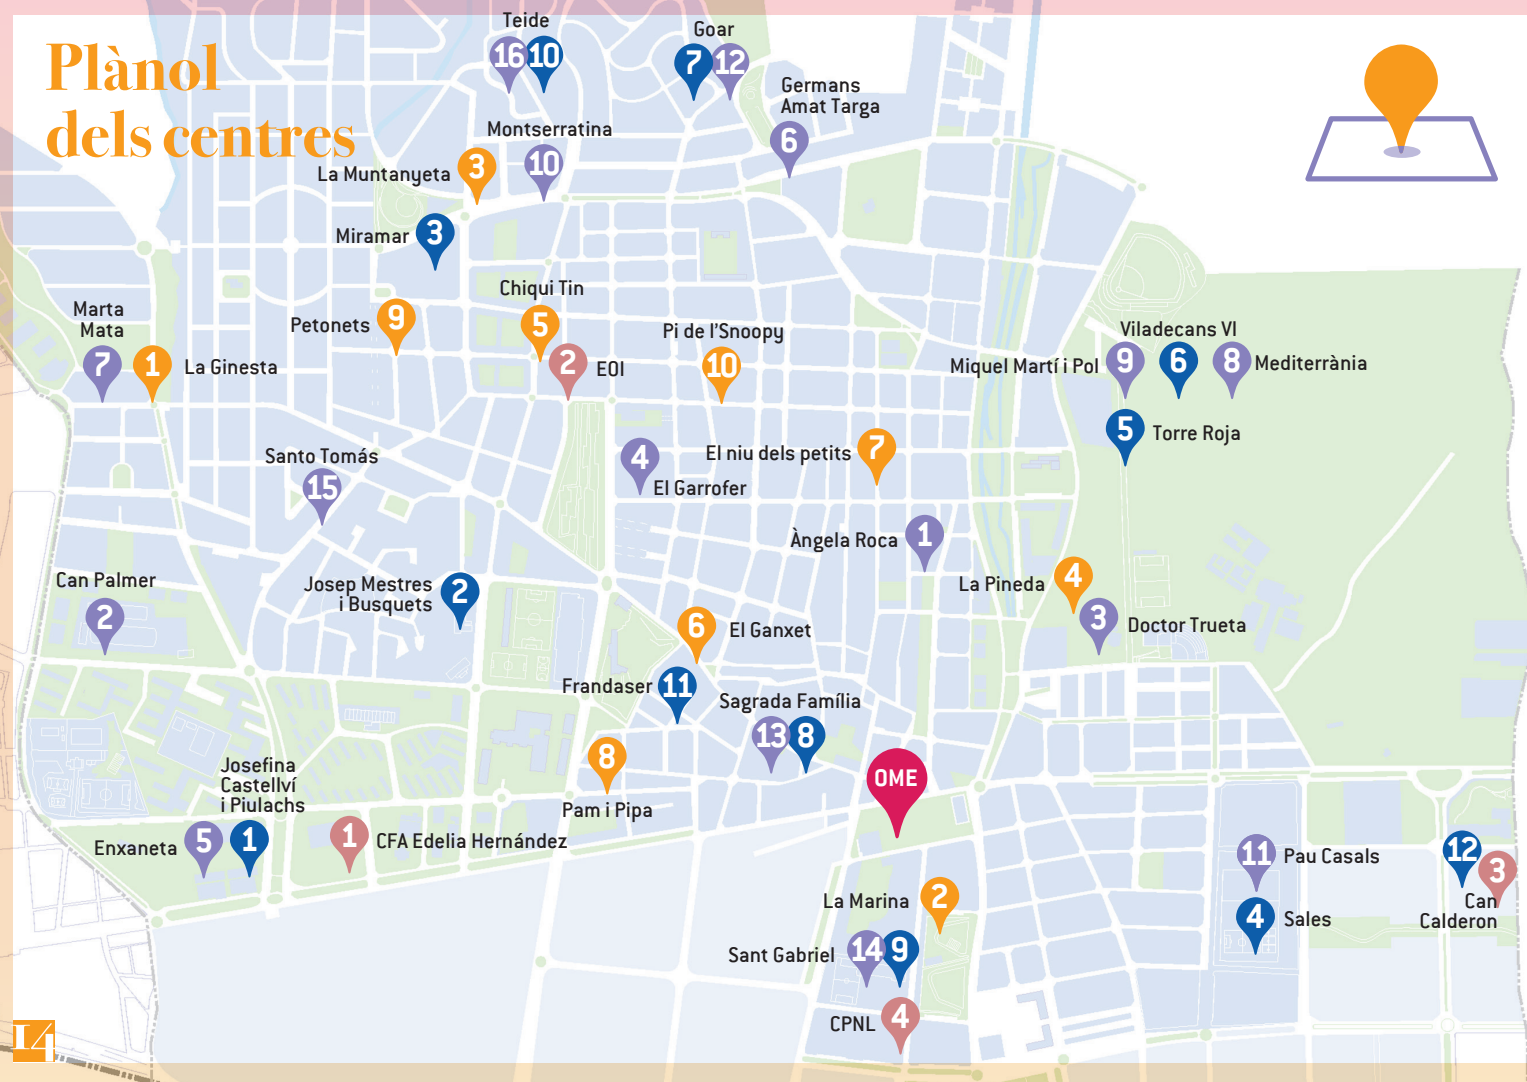 Plànol
dels centres
Teide
16 10
Goar
7 12
Germans
Amat Targa
6
Montserratina
10
La Muntanyeta 3
Miramar 3
Chiqui Tin
5
Marta
Mata
7
1 La Ginesta
Petonets 9
2 EOI
Pi de l'Snoopy
10
Viladecans VI
Miquel Martí i Pol 9 6 8 Mediterrània
5 Torre Roja
Santo Tomás
15
4
El Garrofer
El niu dels petits 7
Àngela Roca 1
Can Palmer
2
Josep Mestres
i Busquets
2
La Pineda 4
3 Doctor Trueta
6 El Ganxet
Frandaser 11
Sagrada Família
13 8
8
Pam i Pipa
OME
Josefina
Castellví
i Piulachs
Enxaneta 5 1
1 CFA Edelia Hernández
11 Pau Casals
4 Sales
12 3
Can
Calderon
La Marina 2
Sant Gabriel 14 9
CPNL 4
14